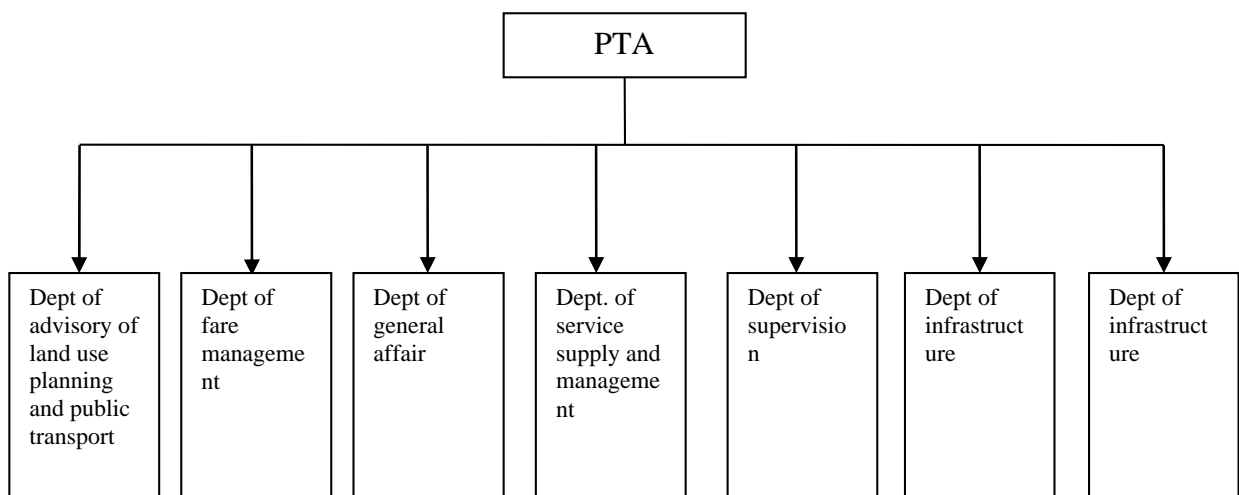 PTA
Dept of
advisory of
land use
planning
and public
transport
Dept of
fare
manageme
nt
Dept of
general
affair
Dept. of
service
supply and
manageme
nt
Dept of
supervisio
n
Dept of
infrastruct
ure
Dept of
infrastruct
ure